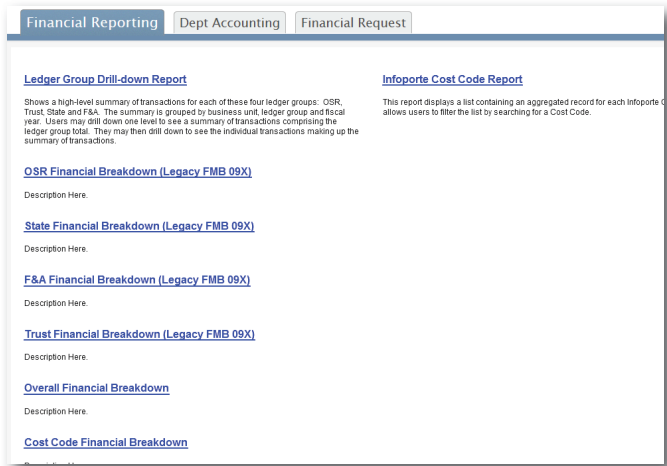 Financial Reporting
Dept Accounting
Financial Request
Ledger Group Drill-down Report
Shows a high-level summary of transactions for each of these four ledger groups: OSR,
Trust, State and F&A. The summary is grouped by business unit, ledger group and fiscal
year. Users may drill down one level to see a summary of transactions comprising the
ledger group total. They may then drill down to see the individual transactions making up the
summary of transactions.
OSR Financial Breakdown (Legacy FMB 09X)
Description Here.
State Financial Breakdown (Legacy FMB 09X)
Description Here.
F&A Financial Breakdown (Legacy FMB 09X)
Description Here.
Trust Financial Breakdown (Legacy FMB 09X)
Description Here.
Overall Financial Breakdown
Description Here.
Cost Code Financial Breakdown
Infoporte Cost Code Report
This report displays a list containing an aggregated record for each Infoporte
allows users to filter the list by searching for a Cost Code.